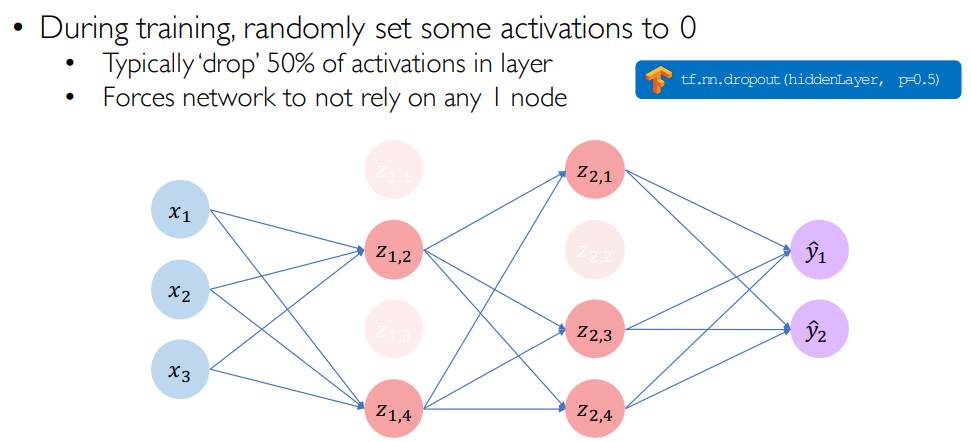 • During training, randomly set some activations to 0
• Typically ‘drop’ 50% of activations in layer
• Forces network to not rely on any 1 node
tf.nn.dropout(hiddenLayer, p=0.5)
z₁,₁
z₂,₁
x₁
z₁,₂
z₂,₂
ŷ₁
x₂
z₁,₃
z₂,₃
ŷ₂
x₃
z₁,₄
z₂,₄